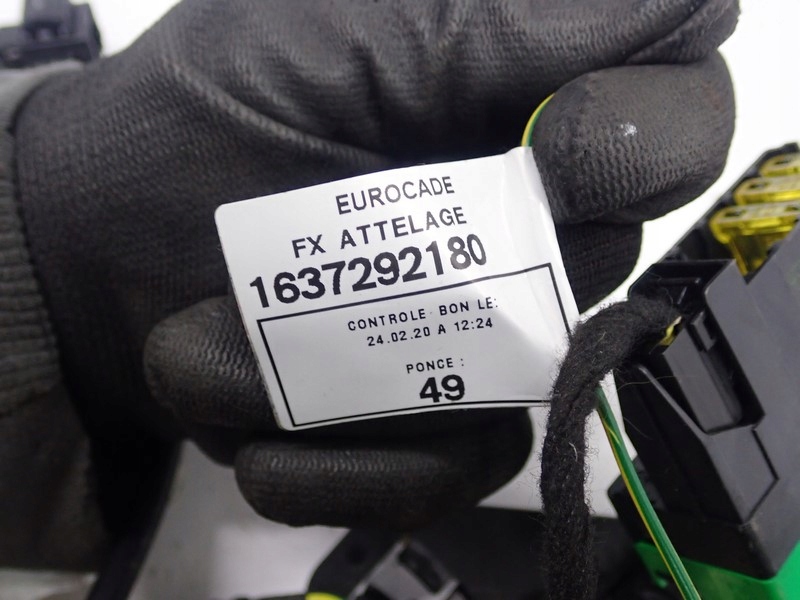 EUROCADE
FX ATTELAGE
1637292180
CONTROLE BON LE:
24.02.20 A 12:24
PONCE :
49